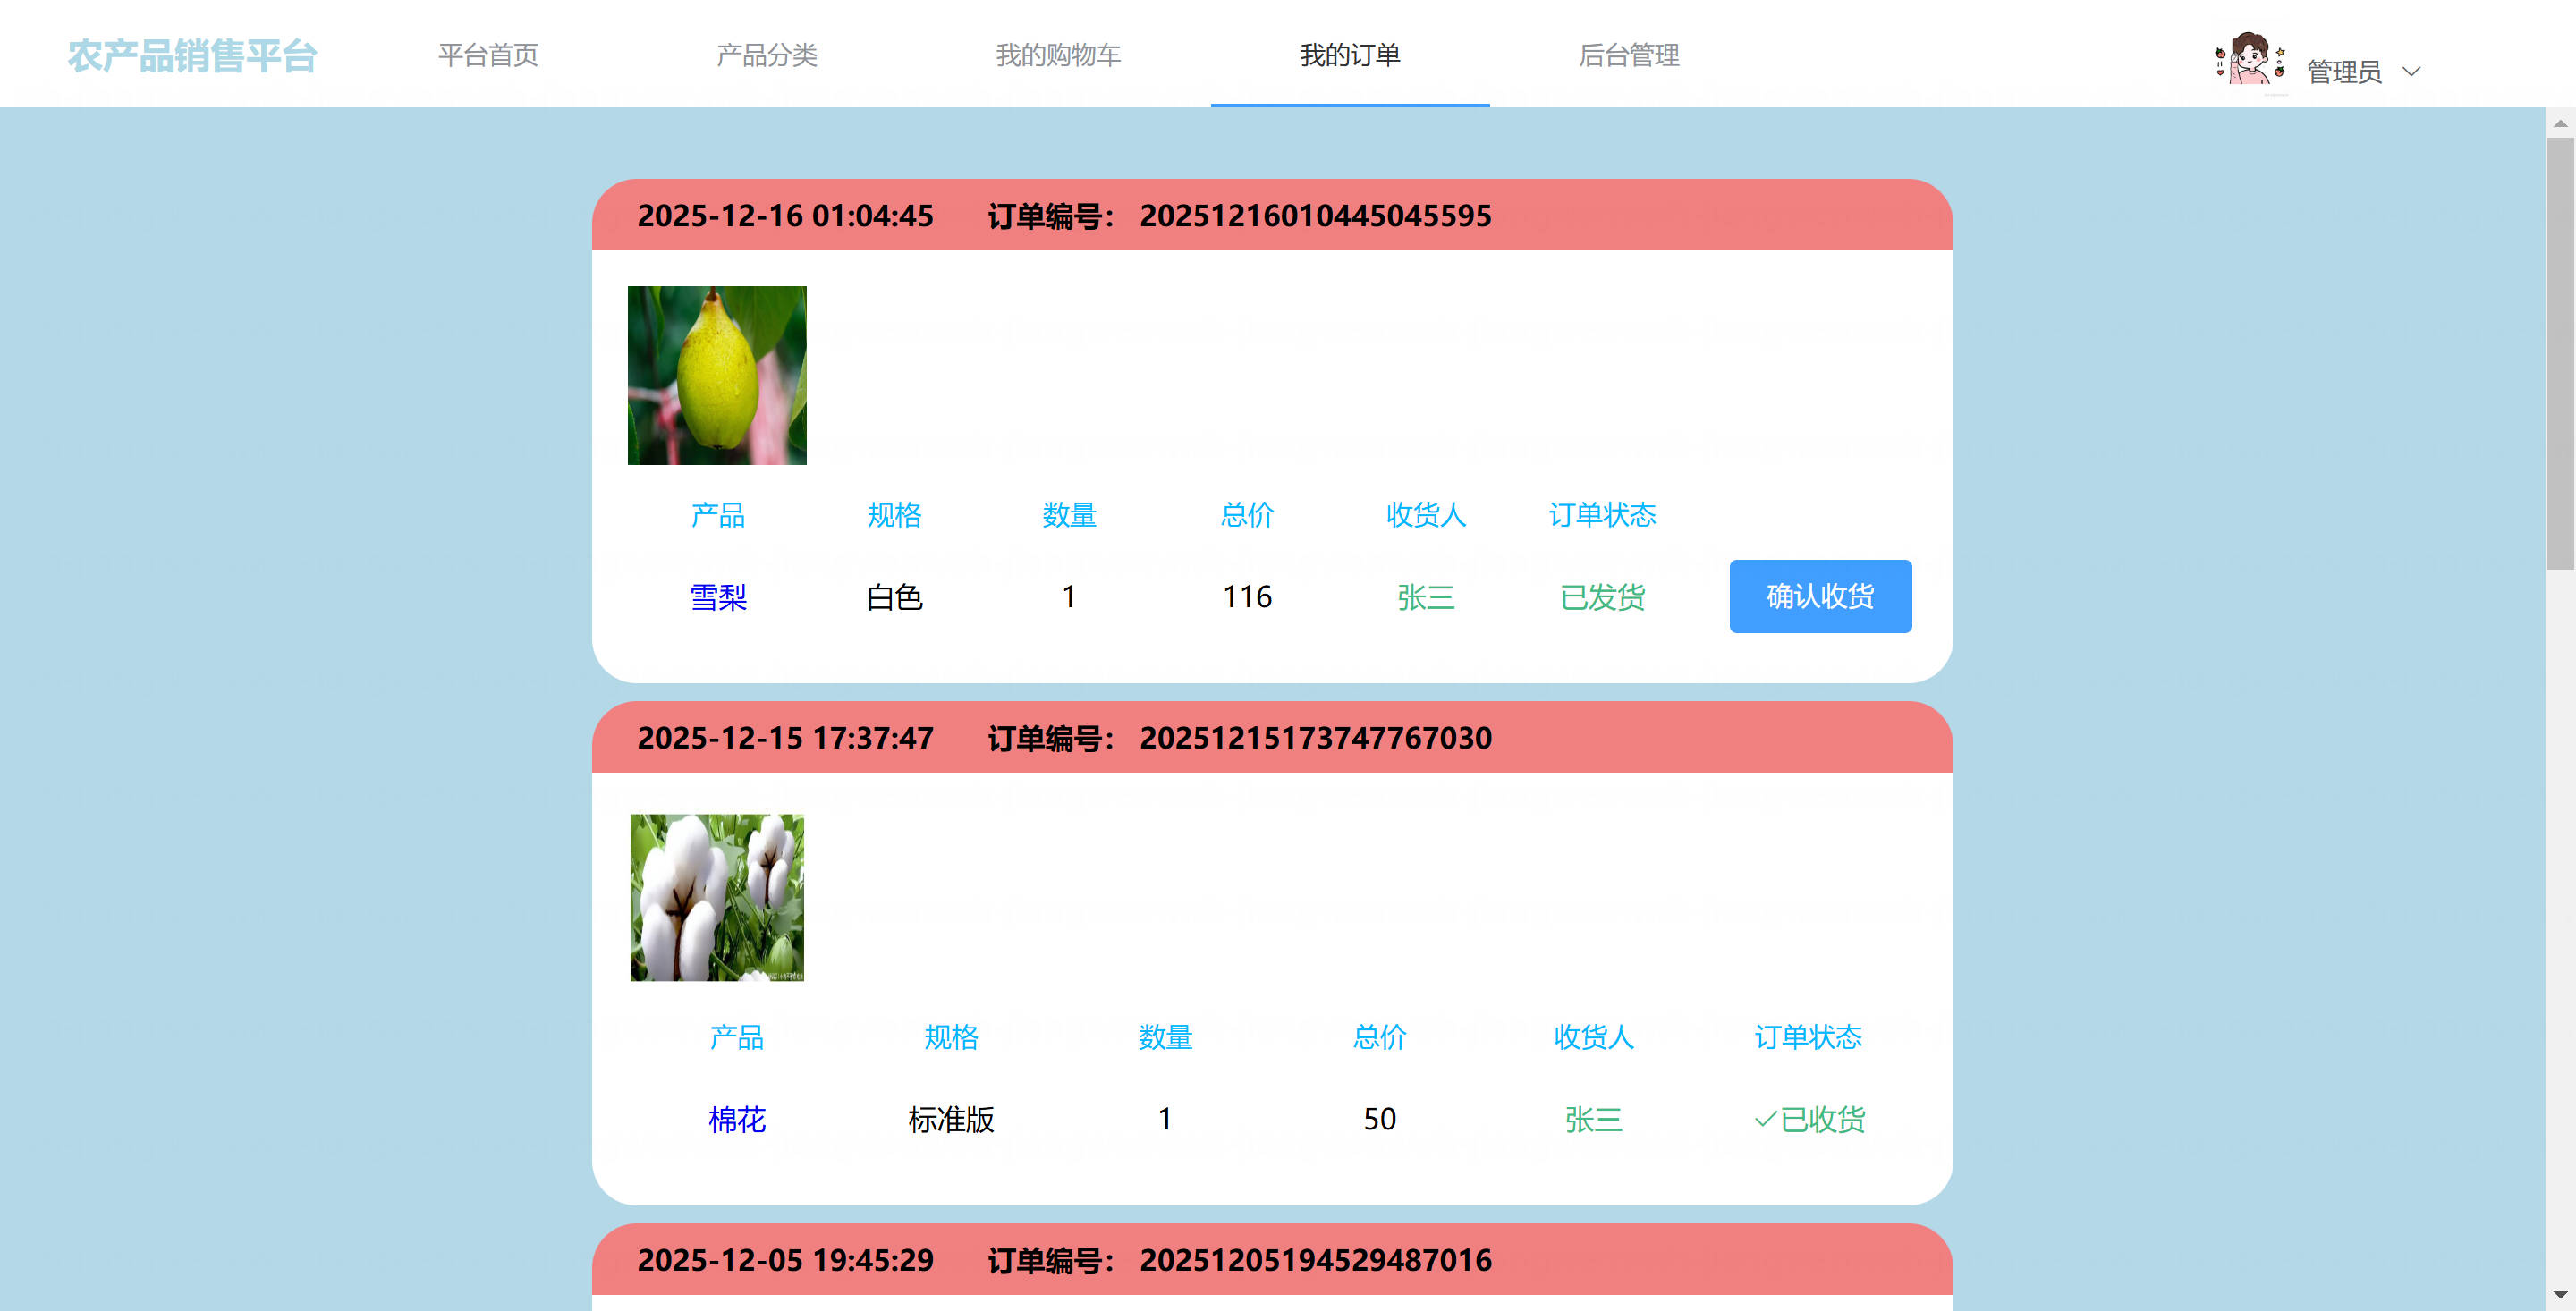 农产品销售平台 平台首页 产品分类 我的购物车 我的订单 后台管理 管理员
2025-12-16 01:04:45 订单编号： 20251216010445045595
产品 规格 数量 总价 收货人 订单状态
雪梨 白色 1 116 张三 已发货 确认收货
2025-12-15 17:37:47 订单编号： 20251215173747767030
产品 规格 数量 总价 收货人 订单状态
棉花 标准版 1 50 张三 已收货
2025-12-05 19:45:29 订单编号： 20251205194529487016